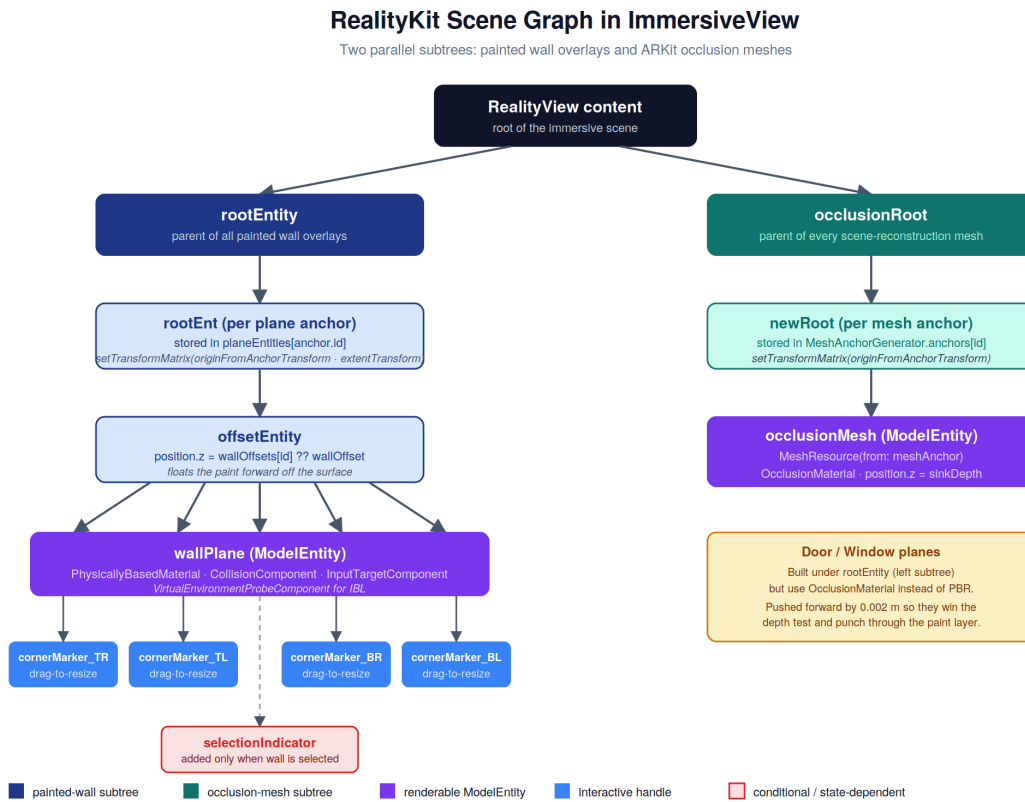 RealityKit Scene Graph in ImmersiveView
Two parallel subtrees: painted wall overlays and ARKit occlusion meshes
RealityView content
root of the immersive scene
rootEntity
parent of all painted wall overlays
occlusionRoot
parent of every scene-reconstruction mesh
rootEnt (per plane anchor)
stored in planeEntities[anchor.id]
setTransformMatrix(originFromAnchorTransform · extentTransform)
newRoot (per mesh anchor)
stored in MeshAnchorGenerator.anchors[id]
setTransformMatrix(originFromAnchorTransform)
offsetEntity
position.z = wallOffsets[id] ?? wallOffset
floats the paint forward off the surface
occlusionMesh (ModelEntity)
MeshResource(from: meshAnchor)
OcclusionMaterial · position.z = sinkDepth
wallPlane (ModelEntity)
PhysicallyBasedMaterial · CollisionComponent · InputTargetComponent
VirtualEnvironmentProbeComponent for IBL
Door / Window planes
Built under rootEntity (left subtree)
but use OcclusionMaterial instead of PBR.
Pushed forward by 0.002 m so they win the
depth test and punch through the paint layer.
cornerMarker_TR
drag-to-resize
cornerMarker_TL
drag-to-resize
cornerMarker_BR
drag-to-resize
cornerMarker_BL
drag-to-resize
selectionIndicator
added only when wall is selected
painted-wall subtree
occlusion-mesh subtree
renderable ModelEntity
interactive handle
conditional / state-dependent